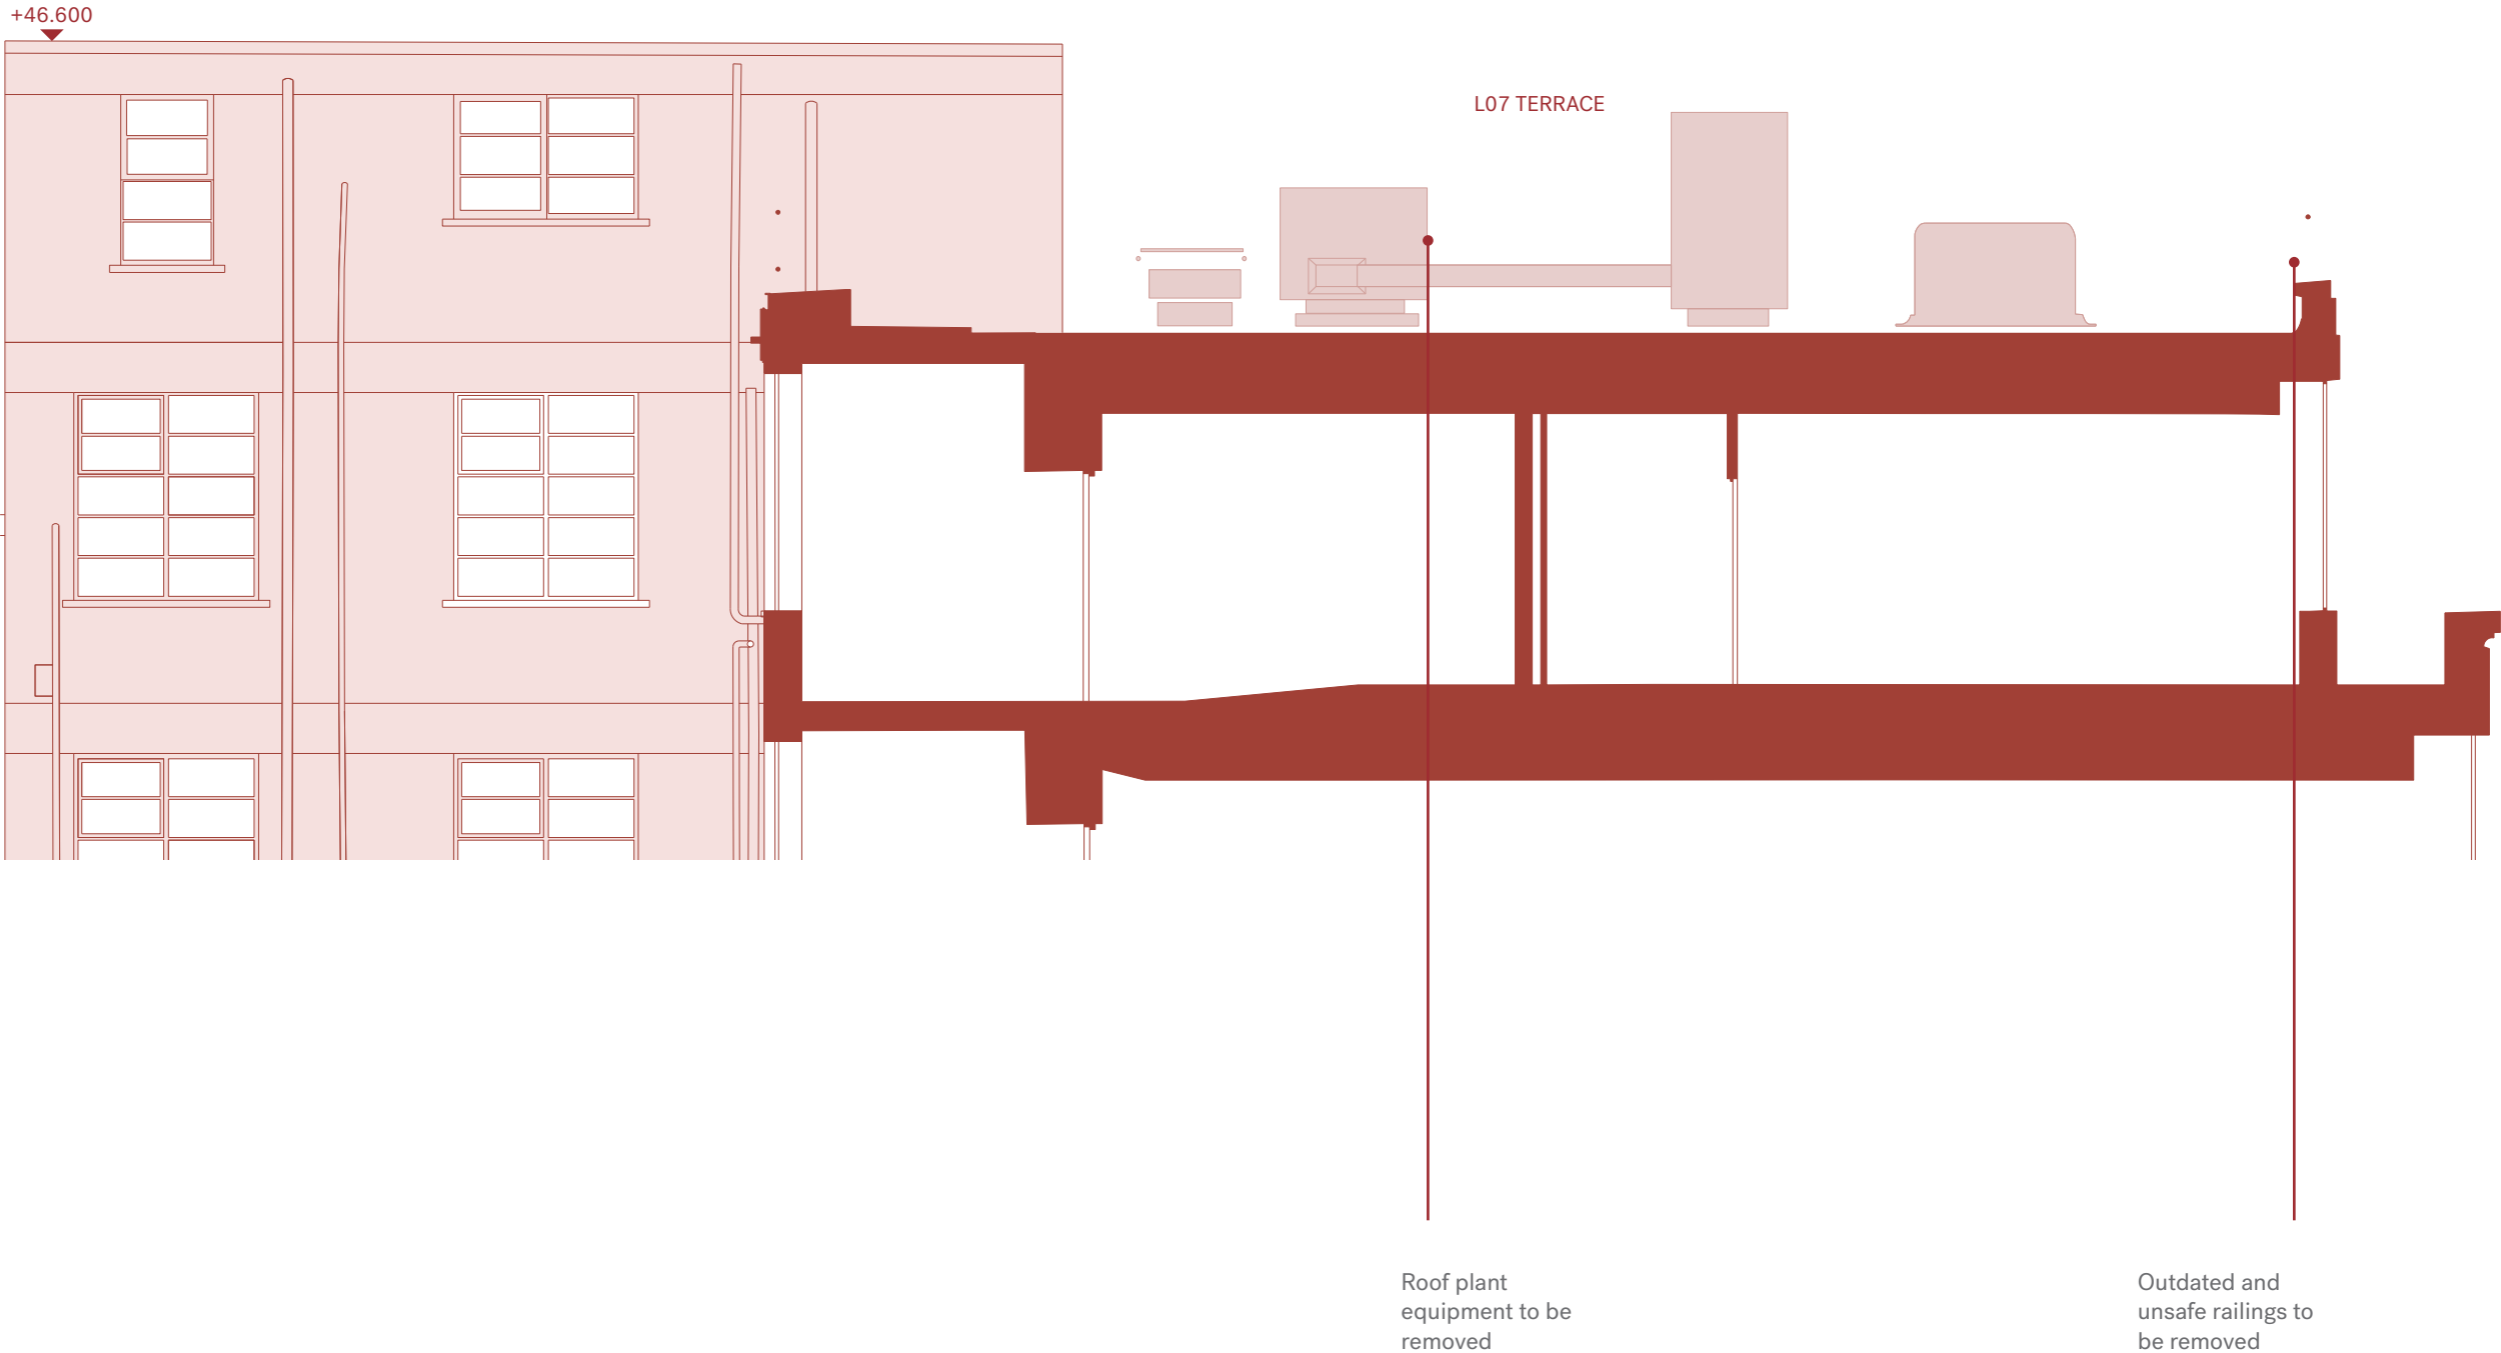 +46.600
L07 TERRACE
Roof plant
equipment to be
removed
Outdated and
unsafe railings to
be removed